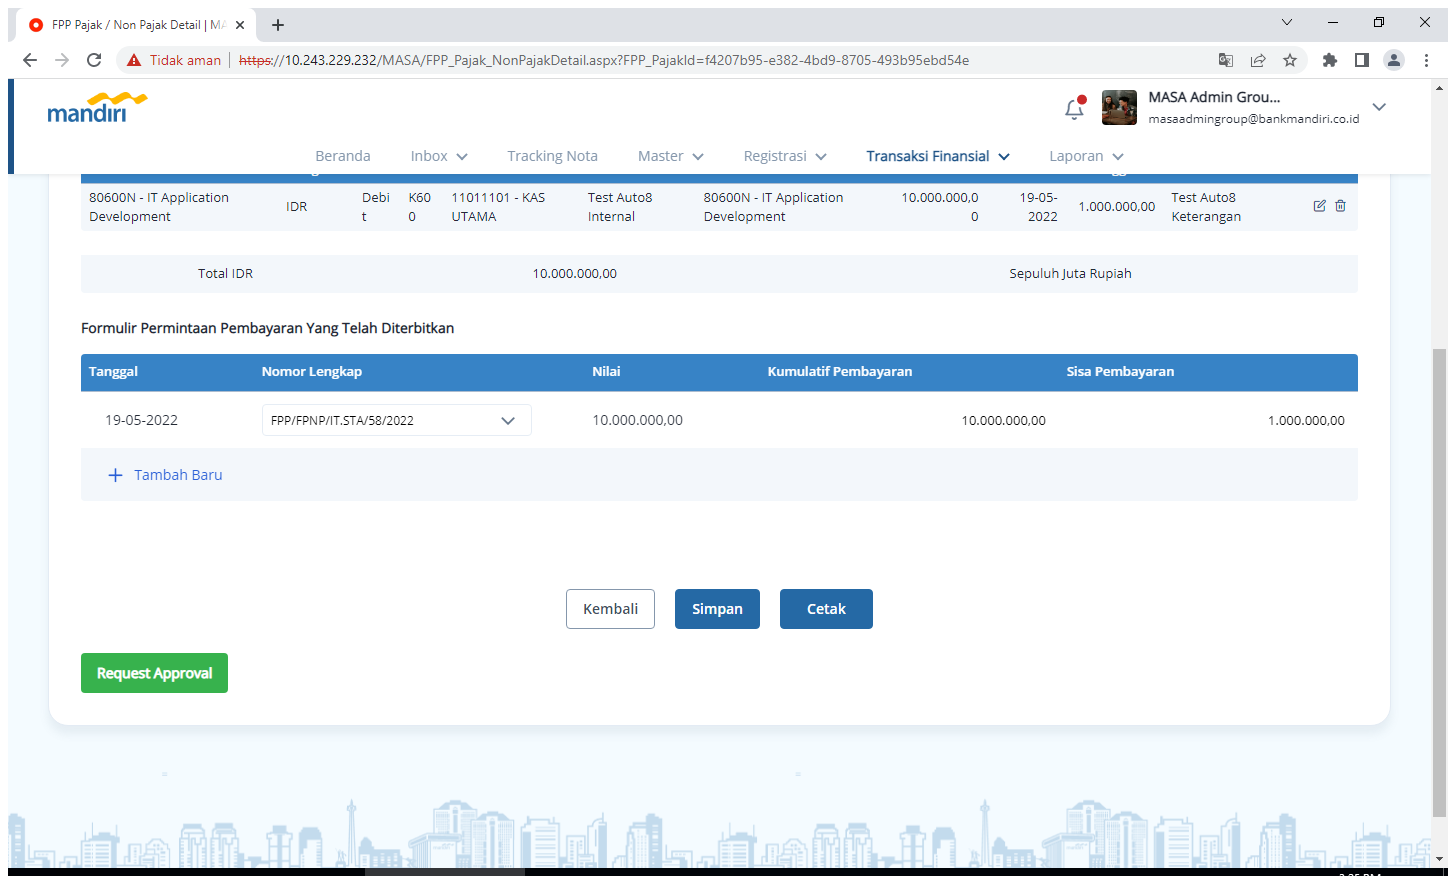 FPP Pajak / Non Pajak Detail | MA
Tidak aman
https://10.243.229.232/MASA/FPP_Pajak_NonPajakDetail.aspx?FPP_PajakId=f4207b95-e382-4bd9-8705-493b95ebd54e
mandırı
MASA Admin Grou...
masaadmingroup@bankmandiri.co.id
Beranda Inbox Tracking Nota Master Registrasi Transaksi Finansial Laporan
80600N - IT Application Development IDR Debi t K60 0 11011101 - KAS UTAMA Test Auto8 Internal 80600N - IT Application Development 10.000.000,0 0 19-05- 2022 1.000.000,00 Test Auto8 Keterangan
Total IDR 10.000.000,00 Sepuluh Juta Rupiah
Formulir Permintaan Pembayaran Yang Telah Diterbitkan
Tanggal Nomor Lengkap Nilai Kumulatif Pembayaran Sisa Pembayaran
19-05-2022 FPP/FPNP/IT.STA/58/2022 10.000.000,00 10.000.000,00 1.000.000,00
+ Tambah Baru
Kembali Simpan Cetak
Request Approval